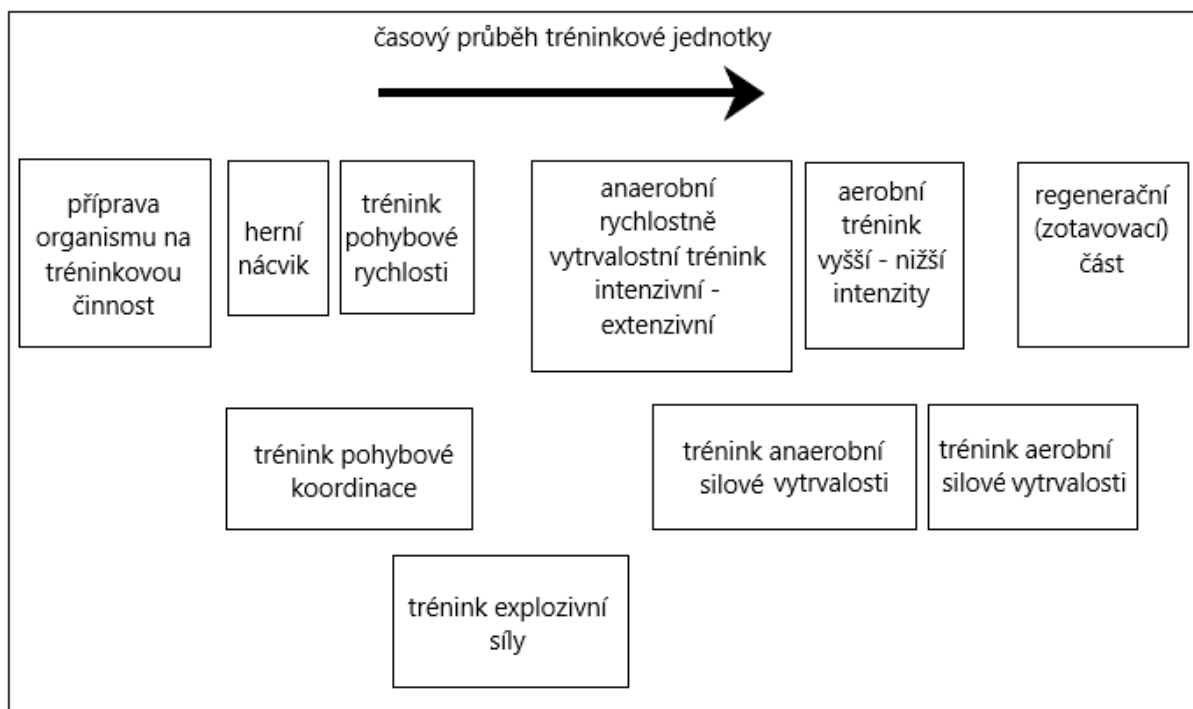 časový průběh tréninkové jednotky
příprava
organismu na
tréninkovou
činnost
herní
nácvik
trénink
pohybové
rychlosti
anaerobní
rychlostně
vytrvalostní trénink
intenzivní -
extenzivní
aerobní
trénink
vyšší - nižší
intenzity
regenerační
(zotavovací)
část
trénink pohybové
koordinace
trénink anaerobní
silové vytrvalosti
trénink aerobní
silové vytrvalosti
trénink explozivní
síly